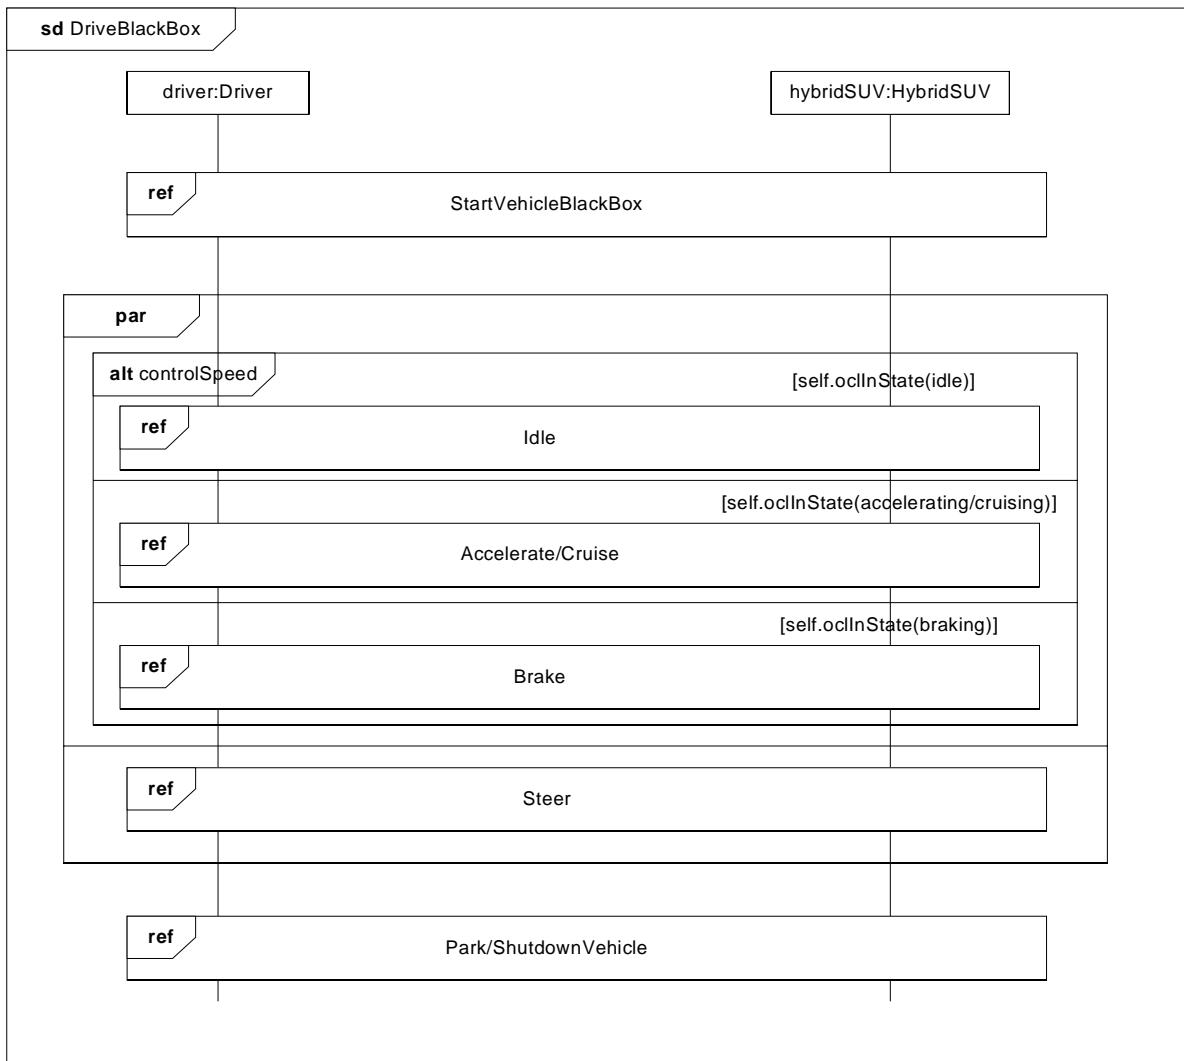 sd DriveBlackBox
driver:Driver
hybridSUV:HybridSUV
ref
StartVehicleBlackBox
par
alt controlSpeed
[self.oclInState(idle)]
ref
Idle
[self.oclInState(accelerating/cruising)]
ref
Accelerate/Cruise
[self.oclInState(braking)]
ref
Brake
ref
Steer
ref
Park/ShutdownVehicle